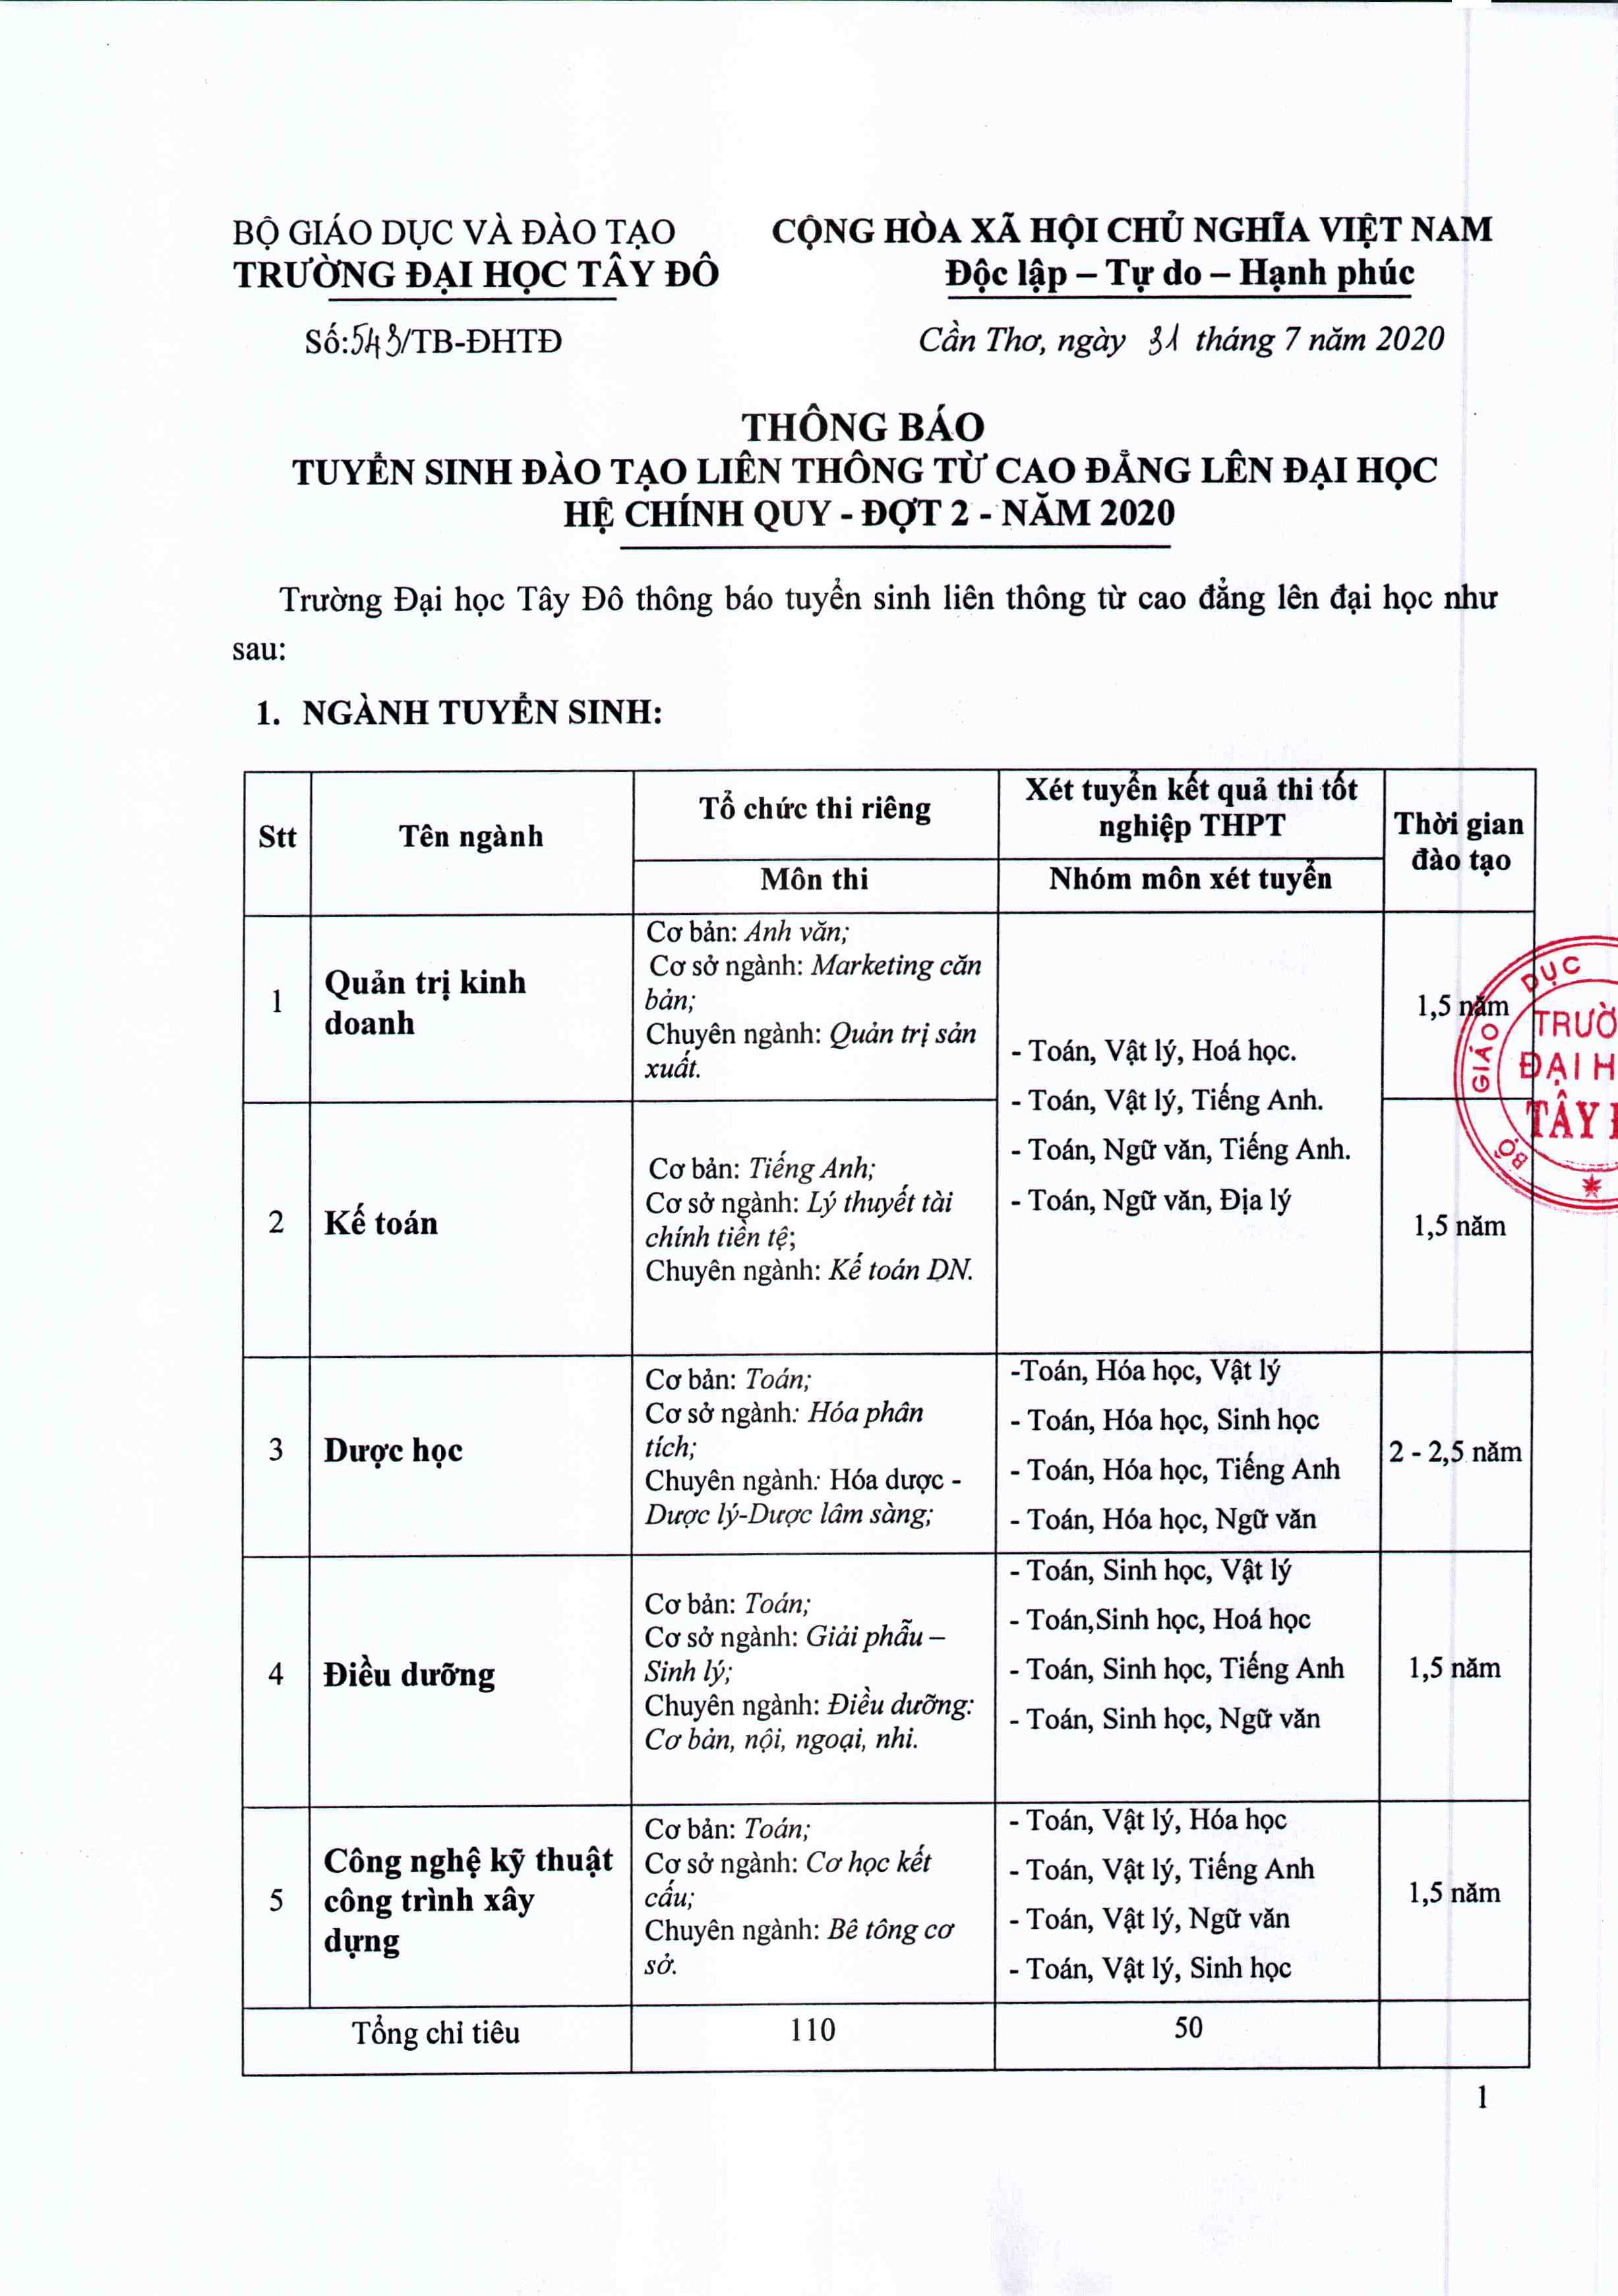 BỘ GIÁO DỤC VÀ ĐÀO TẠO
TRƯỜNG ĐẠI HỌC TÂY ĐÔ
Số:543/TB-ĐHTĐ
CỘNG HÒA XÃ HỘI CHỦ NGHĨA VIỆT NAM
Độc lập – Tự do – Hạnh phúc
Cần Thơ, ngày 31 tháng 7 năm 2020
THÔNG BÁO
TUYỂN SINH ĐÀO TẠO LIÊN THÔNG TỪ CAO ĐẲNG LÊN ĐẠI HỌC
HỆ CHÍNH QUY - ĐỢT 2 - NĂM 2020
Trường Đại học Tây Đô thông báo tuyển sinh liên thông từ cao đẳng lên đại học như
sau:
1. NGÀNH TUYỂN SINH:
Stt
Tên ngành
Tổ chức thi riêng
Môn thi
Xét tuyển kết quả thi tốt
nghiệp THPT
Nhóm môn xét tuyển
Thời gian
đào tạo
1
Quản trị kinh
doanh
Cơ bản: Anh văn;
Cơ sở ngành: Marketing căn
bản;
Chuyên ngành: Quản trị sản
xuất.
- Toán, Vật lý, Hoá học.
- Toán, Vật lý, Tiếng Anh.
- Toán, Ngữ văn, Tiếng Anh.
- Toán, Ngữ văn, Địa lý
1,5 năm
2
Kế toán
Cơ bản: Tiếng Anh;
Cơ sở ngành: Lý thuyết tài
chính tiền tệ;
Chuyên ngành: Kế toán DN.
1,5 năm
3
Dược học
Cơ bản: Toán;
Cơ sở ngành: Hóa phân
tích;
Chuyên ngành: Hóa dược -
Dược lý-Dược lâm sàng;
-Toán, Hóa học, Vật lý
- Toán, Hóa học, Sinh học
- Toán, Hóa học, Tiếng Anh
- Toán, Hóa học, Ngữ văn
2 - 2,5 năm
4
Điều dưỡng
Cơ bản: Toán;
Cơ sở ngành: Giải phẫu –
Sinh lý;
Chuyên ngành: Điều dưỡng:
Cơ bản, nội, ngoại, nhi.
- Toán, Sinh học, Vật lý
- Toán,Sinh học, Hoá học
- Toán, Sinh học, Tiếng Anh
- Toán, Sinh học, Ngữ văn
1,5 năm
5
Công nghệ kỹ thuật
công trình xây
dựng
Cơ bản: Toán;
Cơ sở ngành: Cơ học kết
cấu;
Chuyên ngành: Bê tông cơ
sở.
- Toán, Vật lý, Hóa học
- Toán, Vật lý, Tiếng Anh
- Toán, Vật lý, Ngữ văn
- Toán, Vật lý, Sinh học
1,5 năm
Tổng chỉ tiêu
110
50
BỘ GIÁO DỤC
TRƯỜ
ĐẠI H
TÂY
1